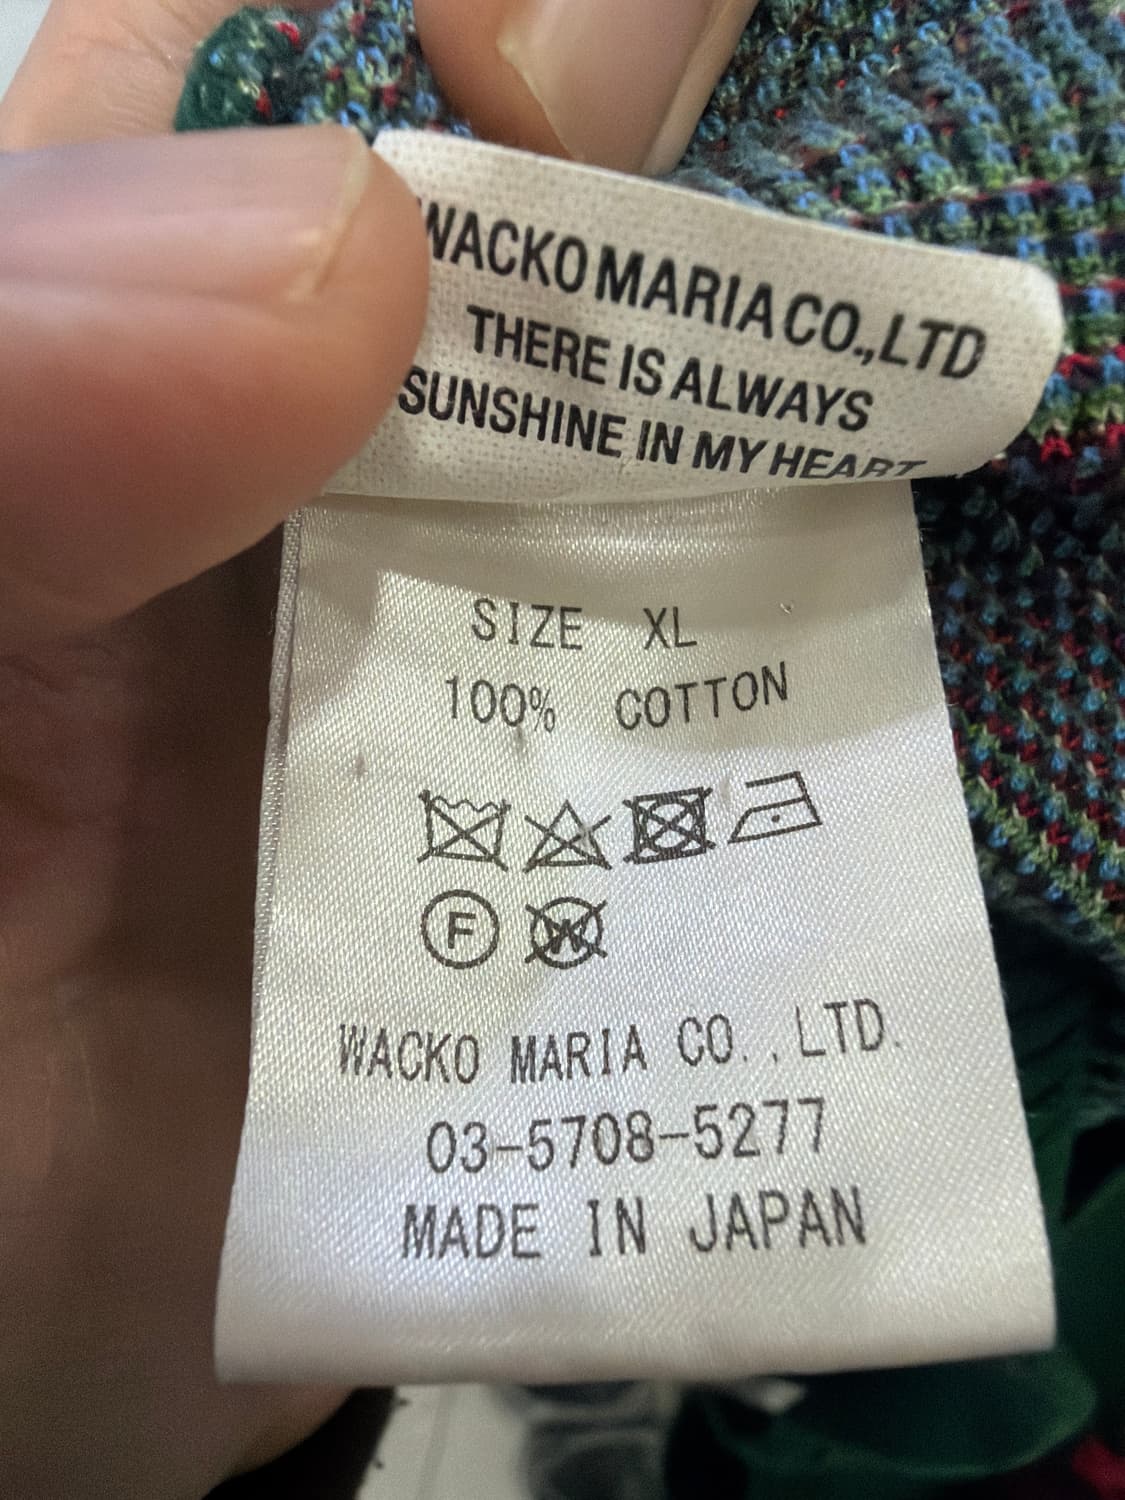 WACKO MARIA CO.,LTD
THERE IS ALWAYS
SUNSHINE IN MY HEART
SIZE XL
100% COTTON
F W
WACKO MARIA CO.,LTD.
03-5708-5277
MADE IN JAPAN